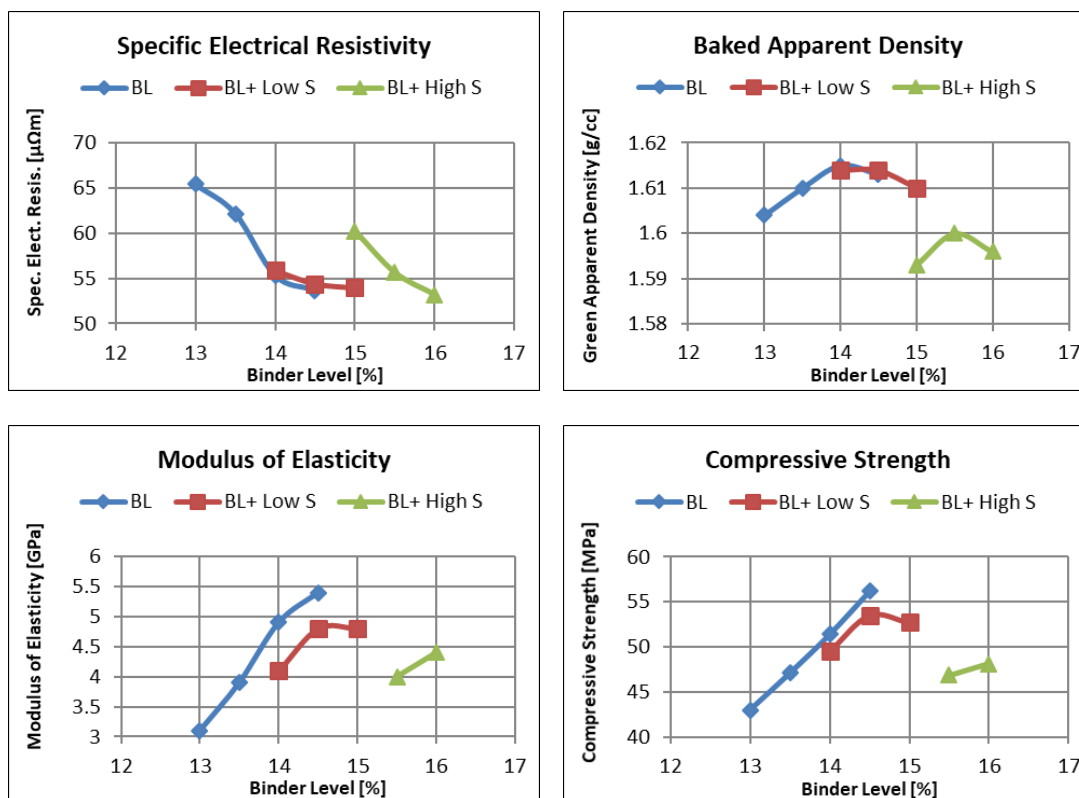 Specific Electrical Resistivity
BL BL+ Low S BL+ High S
Spec. Elect. Resis. [µΩm]
70
65
60
55
50
12 13 14 15 16 17
Binder Level [%]
Baked Apparent Density
BL BL+ Low S BL+ High S
Green Apparent Density [g/cc]
1.62
1.61
1.6
1.59
1.58
12 13 14 15 16 17
Binder Level [%]
Modulus of Elasticity
BL BL+ Low S BL+ High S
Modulus of Elasticity [GPa]
6
5.5
5
4.5
4
3.5
3
12 13 14 15 16 17
Binder Level [%]
Compressive Strength
BL BL+ Low S BL+ High S
Compressive Strength [MPa]
60
55
50
45
40
12 13 14 15 16 17
Binder Level [%]